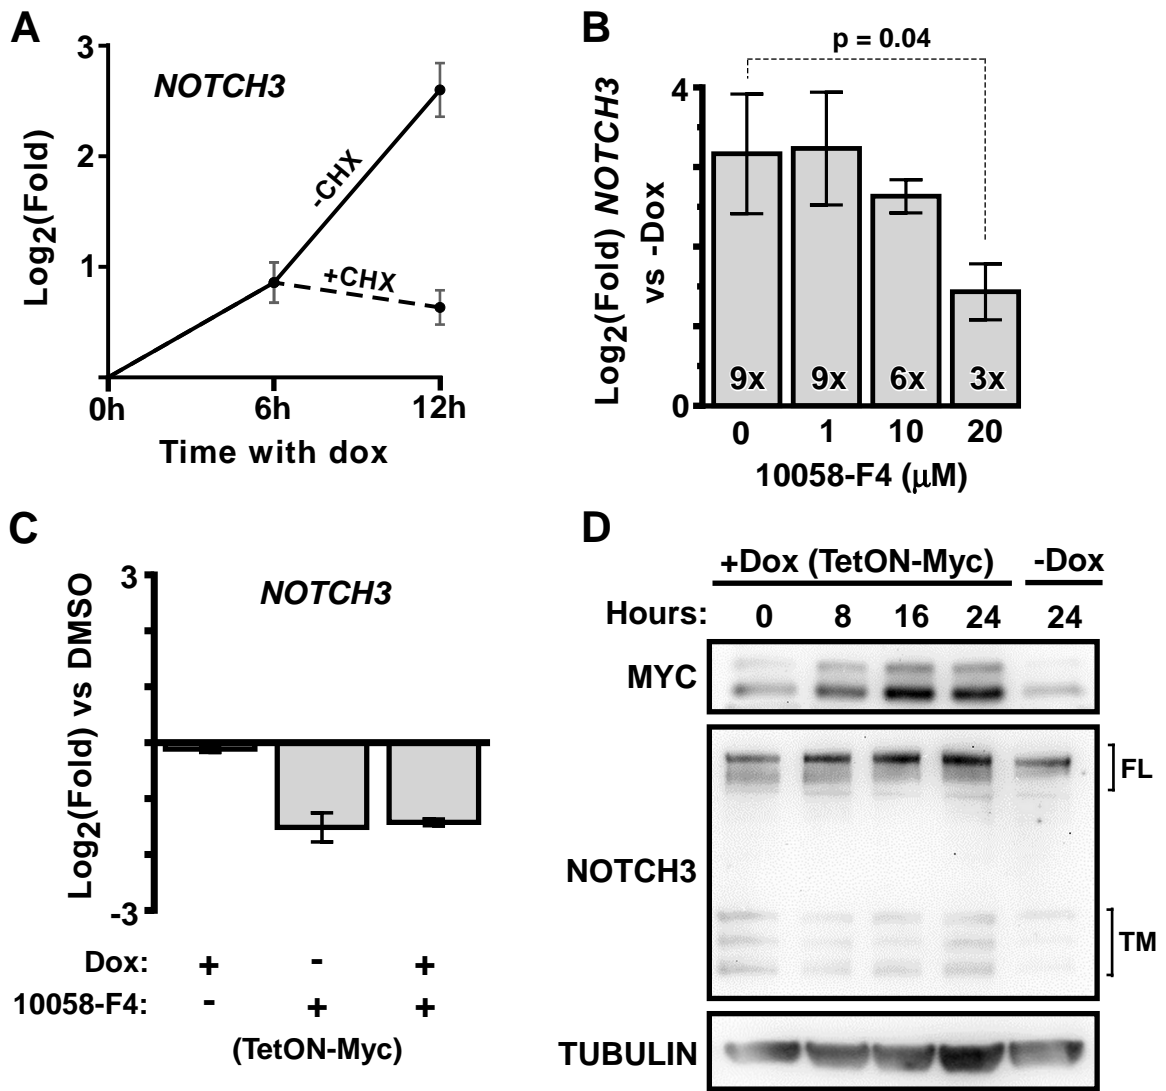 A
3
2
1
Log2(Fold)
NOTCH3
-CHX
+CHX
0h 6h 12h
Time with dox
B
p = 0.04
4
0
Log2(Fold) NOTCH3
vs -Dox
9x 9x 6x 3x
0 1 10 20
10058-F4 (μM)
C
3
-3
Log2(Fold) vs DMSO
NOTCH3
Dox: + - +
10058-F4: - + +
(TetON-Myc)
D
+Dox (TetON-Myc) -Dox
Hours: 0 8 16 24 24
MYC
NOTCH3
FL
TM
TUBULIN